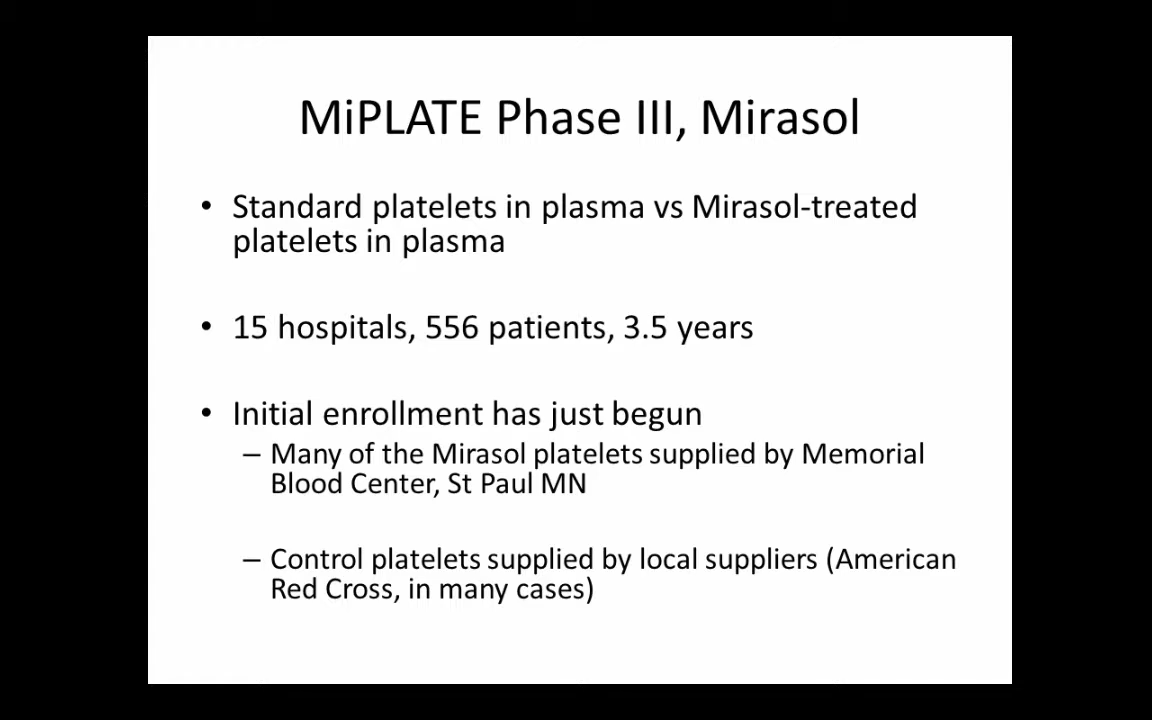 MiPLATE Phase III, Mirasol
• Standard platelets in plasma vs Mirasol-treated
platelets in plasma
• 15 hospitals, 556 patients, 3.5 years
• Initial enrollment has just begun
– Many of the Mirasol platelets supplied by Memorial
Blood Center, St Paul MN
– Control platelets supplied by local suppliers (American
Red Cross, in many cases)